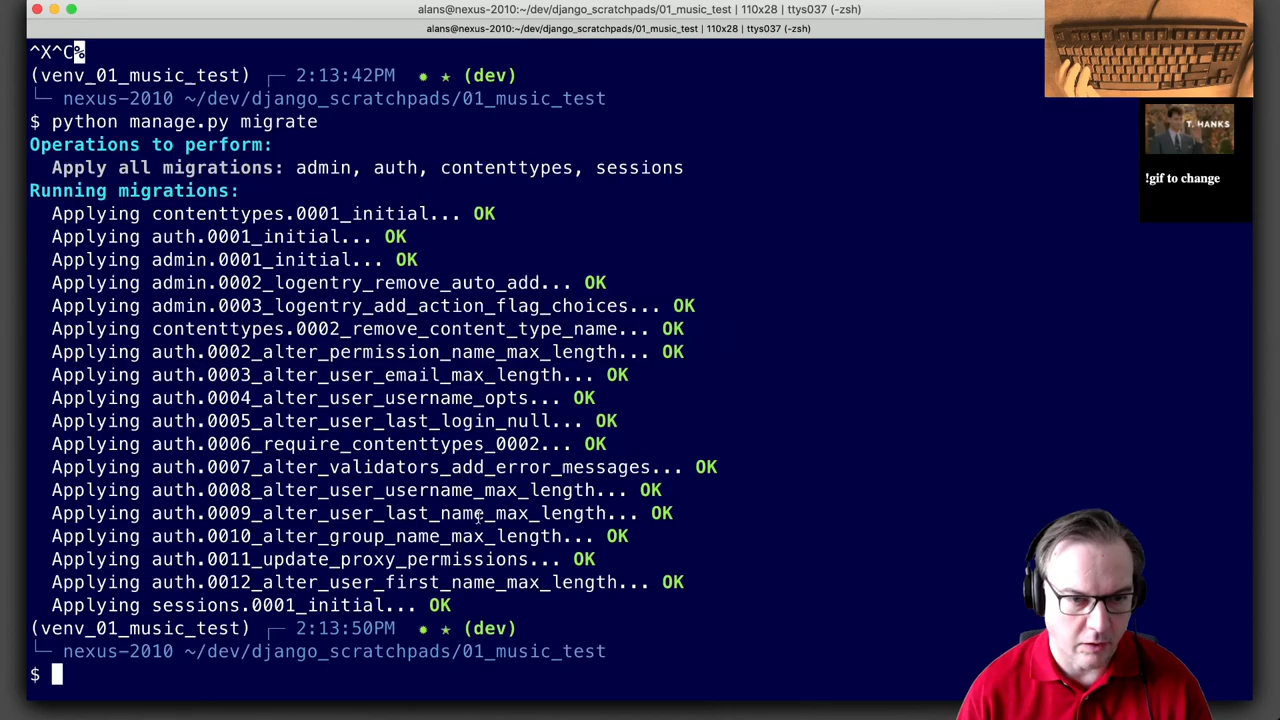 alans@nexus-2010:~/dev/django_scratchpads/01_music_test | 110x28 | ttys037 (-zsh)
alans@nexus-2010:~/dev/django_scratchpads/01_music_test | 110x28 | ttys037 (-zsh)
^X^C%
(venv_01_music_test) ┌─ 2:13:42PM ● ★ (dev)
└─ nexus-2010 ~/dev/django_scratchpads/01_music_test
$ python manage.py migrate
Operations to perform:
Apply all migrations: admin, auth, contenttypes, sessions
Running migrations:
Applying contenttypes.0001_initial... OK
Applying auth.0001_initial... OK
Applying admin.0001_initial... OK
Applying admin.0002_logentry_remove_auto_add... OK
Applying admin.0003_logentry_add_action_flag_choices... OK
Applying contenttypes.0002_remove_content_type_name... OK
Applying auth.0002_alter_permission_name_max_length... OK
Applying auth.0003_alter_user_email_max_length... OK
Applying auth.0004_alter_user_username_opts... OK
Applying auth.0005_alter_user_last_login_null... OK
Applying auth.0006_require_contenttypes_0002... OK
Applying auth.0007_alter_validators_add_error_messages... OK
Applying auth.0008_alter_user_username_max_length... OK
Applying auth.0009_alter_user_last_name_max_length... OK
Applying auth.0010_alter_group_name_max_length... OK
Applying auth.0011_update_proxy_permissions... OK
Applying auth.0012_alter_user_first_name_max_length... OK
Applying sessions.0001_initial... OK
(venv_01_music_test) ┌─ 2:13:50PM ● ★ (dev)
└─ nexus-2010 ~/dev/django_scratchpads/01_music_test
$
T. HANKS
!gif to change